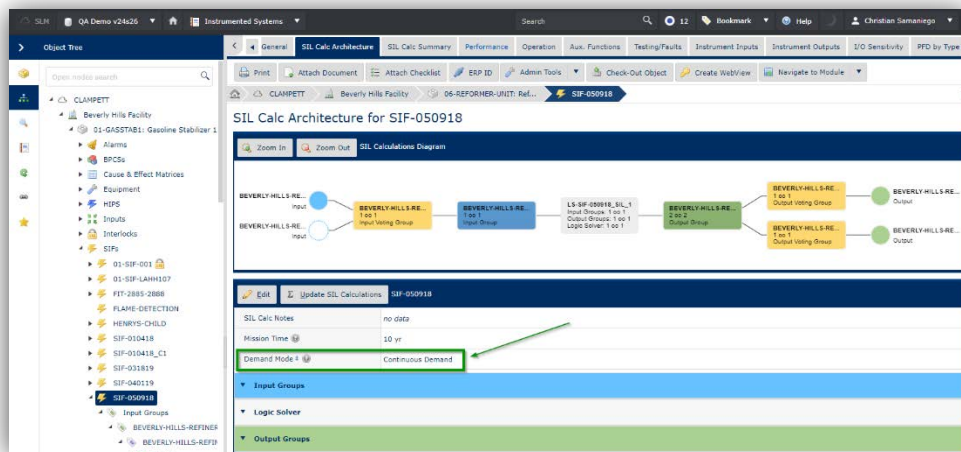 SLM QA Demo v24s26 Instrumented Systems Search 12 Bookmark Help Christian Samaniego
Object Tree
General SIL Calc Architecture SIL Calc Summary Performance Operation Aux. Functions Testing/Faults Instrument Inputs Instrument Outputs I/O Sensitivity PFD by Type
Open nodes search
Print Attach Document Attach Checklist ERP ID Admin Tools Check-Out Object Create WebView Navigate to Module
CLAMPETT Beverly Hills Facility 06-REFORMER-UNIT: Ref... SIF-050918
CLAMPETT
Beverly Hills Facility
01-GASSTAB1: Gasoline Stabilizer 1
Alarms
BPCSs
Cause & Effect Matrices
Equipment
HIPS
Inputs
Interlocks
SIFs
01-SIF-001
01-SIF-LAHH107
FIT-2885-2888
FLAME-DETECTION
HENRYS-CHILD
SIF-010418
SIF-010418_C1
SIF-031819
SIF-040119
SIF-050918
Input Groups
BEVERLY-HILLS-REFINER
BEVERLY-HILLS-REFIN
SIL Calc Architecture for SIF-050918
Zoom In Zoom Out SIL Calculations Diagram
BEVERLY-HILLS-RE...
Input
BEVERLY-HILLS-RE...
Input
BEVERLY-HILLS-RE...
1 oo 1
Input Voting Group
BEVERLY-HILLS-RE...
1 oo 1
Input Group
LS-SIF-050918_SIL_1
Input Groups: 1 oo 1
Output Groups: 1 oo 1
Logic Solver: 1 oo 1
BEVERLY-HILLS-RE...
2 oo 2
Output Group
BEVERLY-HILLS-RE...
1 oo 1
Output Voting Group
BEVERLY-HILLS-RE...
1 oo 1
Output Voting Group
BEVERLY-HILLS-RE...
Output
BEVERLY-HILLS-RE...
Output
Edit Σ Update SIL Calculations SIF-050918
SIL Calc Notes no data
Mission Time 10 yr
Demand Mode Continuous Demand
Input Groups
Logic Solver
Output Groups